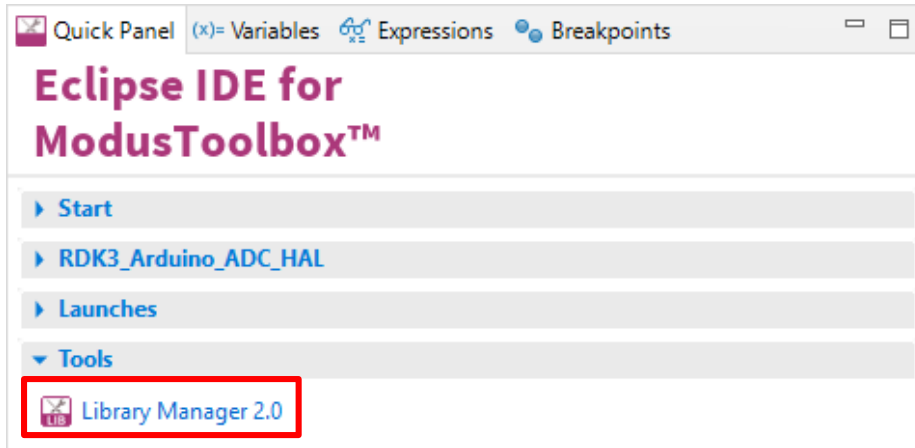 Quick Panel (x)= Variables Expressions Breakpoints
Eclipse IDE for
ModusToolbox™
Start
RDK3_Arduino_ADC_HAL
Launches
Tools
LIB Library Manager 2.0